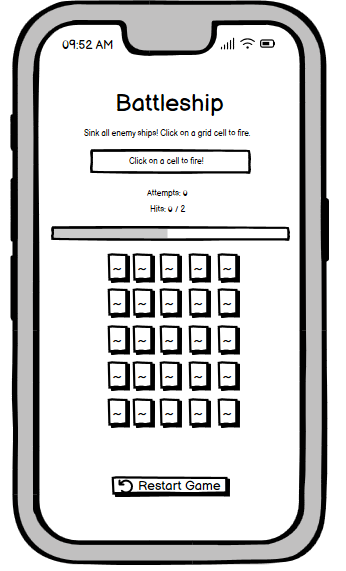 09:52 AM
Battleship
Sink all enemy ships! Click on a grid cell to fire.
Click on a cell to fire!
Attempts: 0
Hits: 0 / 2
~ ~ ~ ~ ~
~ ~ ~ ~ ~
~ ~ ~ ~ ~
~ ~ ~ ~ ~
~ ~ ~ ~ ~
Restart Game